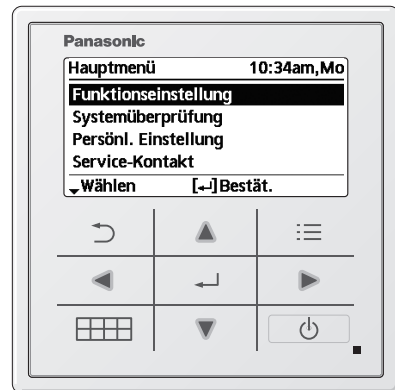 Panasonic
Hauptmenü 10:34am,Mo
Funktionseinstellung
Systemüberprüfung
Persönl. Einstellung
Service-Kontakt
Wählen [↵]Bestät.